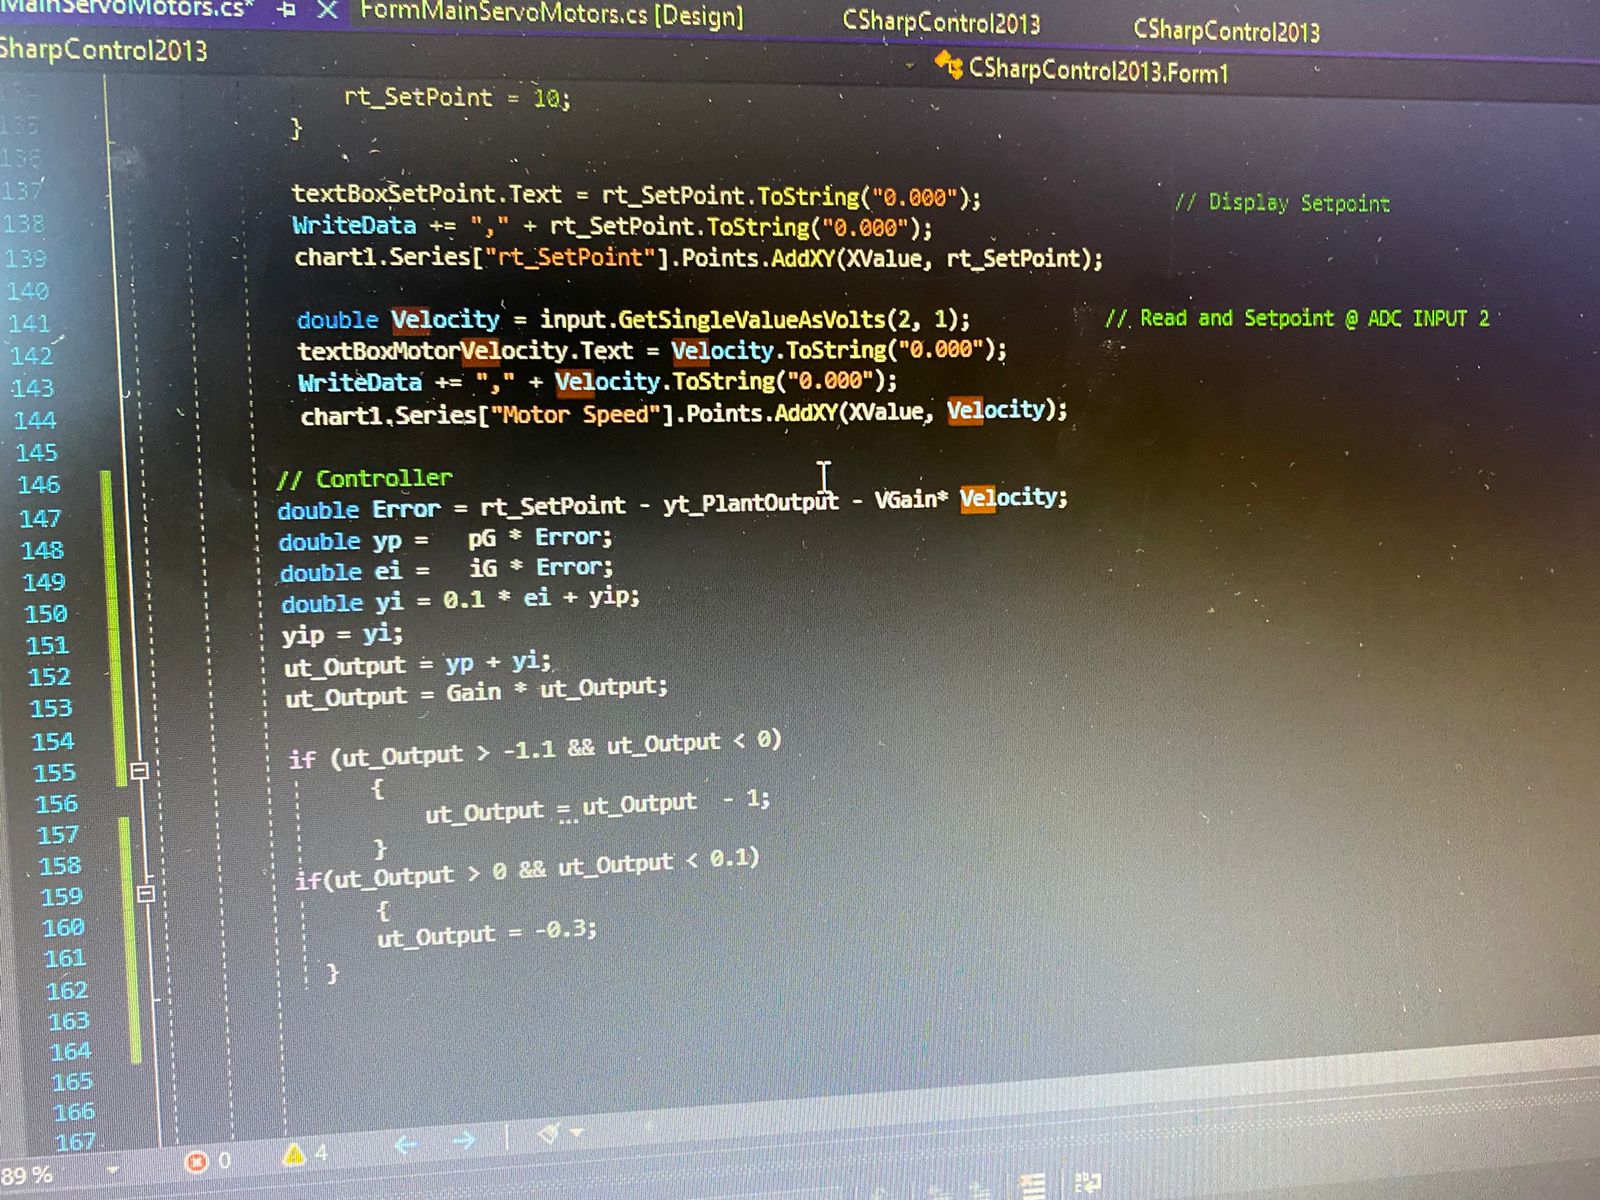 MainServoMotors.cs* FormMainServoMotors.cs [Design] CSharpControl2013 CSharpControl2013
SharpControl2013 CSharpControl2013.Form1
rt_SetPoint = 10;
135 }
136
137 textBoxSetPoint.Text = rt_SetPoint.ToString("0.000"); // Display Setpoint
138 WriteData += "," + rt_SetPoint.ToString("0.000");
139 chart1.Series["rt_SetPoint"].Points.AddXY(XValue, rt_SetPoint);
140
141 double Velocity = input.GetSingleValueAsVolts(2, 1); // Read and Setpoint @ ADC INPUT 2
142 textBoxMotorVelocity.Text = Velocity.ToString("0.000");
143 WriteData += "," + Velocity.ToString("0.000");
144 chart1.Series["Motor Speed"].Points.AddXY(XValue, Velocity);
145
146 // Controller
147 double Error = rt_SetPoint - yt_PlantOutput - VGain* Velocity;
148 double yp = pG * Error;
149 double ei = iG * Error;
150 double yi = 0.1 * ei + yip;
151 yip = yi;
152 ut_Output = yp + yi;
153 ut_Output = Gain * ut_Output;
154
155 if (ut_Output > -1.1 && ut_Output < 0)
156 {
157 ut_Output = ut_Output - 1;
158 }
159 if(ut_Output > 0 && ut_Output < 0.1)
160 {
161 ut_Output = -0.3;
162 }
163
164
165
166
167
89 % 0 4